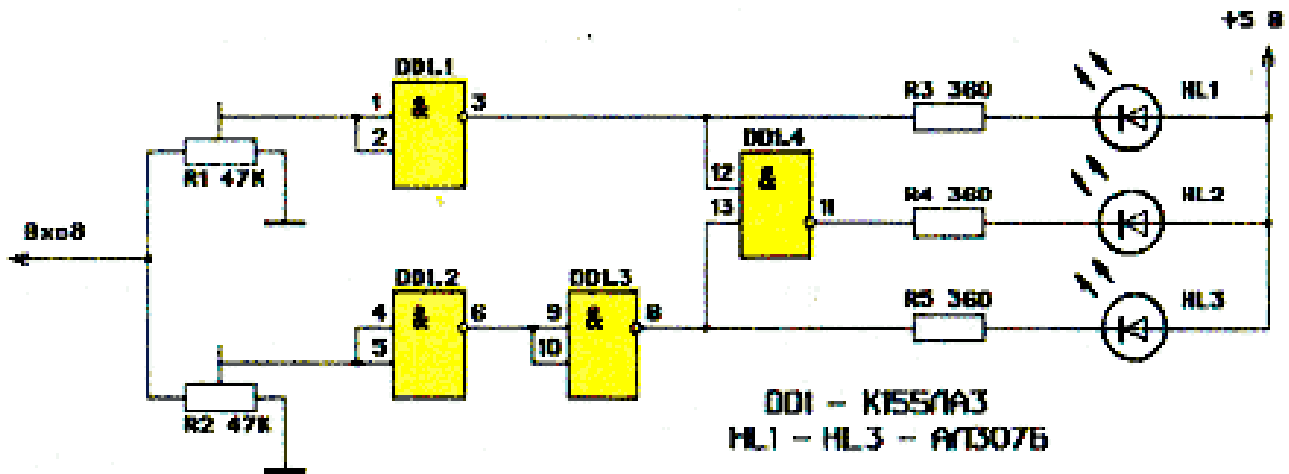 +5 В
DD1.1
1
&
3
2
R1 47К
R3 360
HL1
DD1.4
12
&
13
11
R4 360
HL2
Вход
DD1.2
4
&
6
5
DD1.3
9
&
8
10
R5 360
HL3
R2 47К
DD1 - К155ЛА3
HL1 - HL3 - АЛ307Б